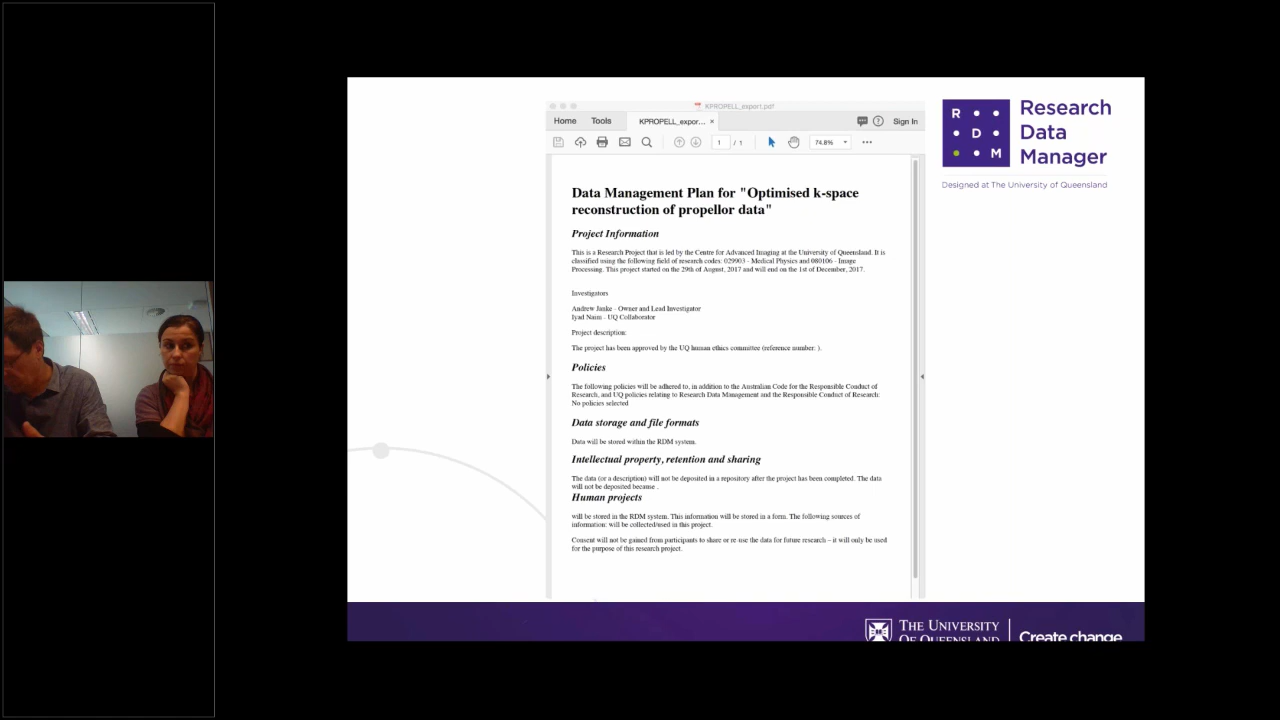 KPROPELL_export.pdf
Home Tools KPROPELL_expor... × Sign In
1 / 1 74.8%
Data Management Plan for "Optimised k-space
reconstruction of propellor data"
Project Information
This is a Research Project that is led by the Centre for Advanced Imaging at the University of Queensland. It is
classified using the following field of research codes: 029903 - Medical Physics and 080106 - Image
Processing. This project started on the 29th of August, 2017 and will end on the 1st of December, 2017.
Investigators
Andrew Janke - Owner and Lead Investigator
Iyad Naim - UQ Collaborator
Project description:
The project has been approved by the UQ human ethics committee (reference number: ).
Policies
The following policies will be adhered to, in addition to the Australian Code for the Responsible Conduct of
Research, and UQ policies relating to Research Data Management and the Responsible Conduct of Research:
No policies selected
Data storage and file formats
Data will be stored within the RDM system.
Intellectual property, retention and sharing
The data (or a description) will not be deposited in a repository after the project has been completed. The data
will not be deposited because .
Human projects
will be stored in the RDM system. This information will be stored in a form. The following sources of
information: will be collected/used in this project.
Consent will not be gained from participants to share or re-use the data for future research – it will only be used
for the purpose of this research project.
R
D
M
Research
Data
Manager
Designed at The University of Queensland
THE UNIVERSITY
OF QUEENSLAND
Create change